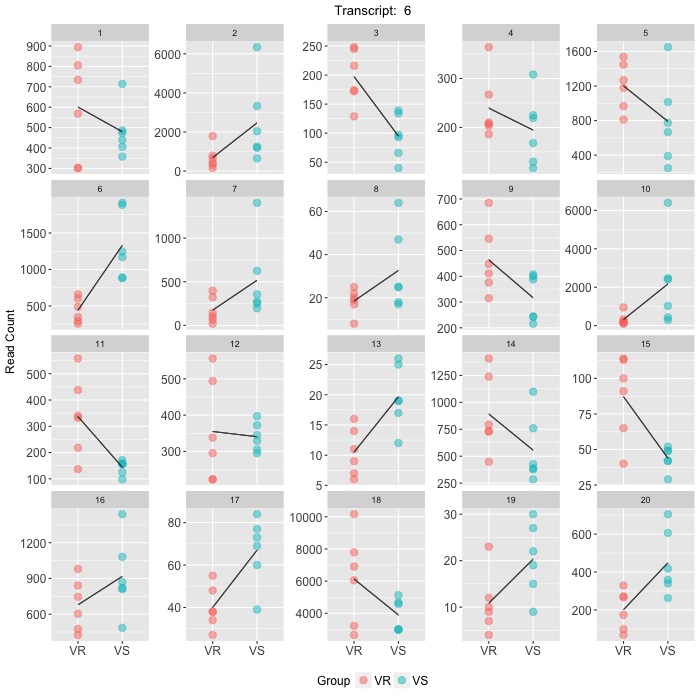 Transcript: 6
Read Count
1 2 3 4 5
900 800 700 600 500 400 300
6000 4000 2000 0
250 200 150 100 50
300 200
1600 1200 800 400
6 7 8 9 10
1500 1000 500
1000 500 0
60 40 20
700 600 500 400 300 200
6000 4000 2000 0
11 12 13 14 15
500 400 300 200 100
500 400 300
25 20 15 10 5
1250 1000 750 500 250
100 75 50 25
16 17 18 19 20
1200 900 600
80 60 40
10000 8000 6000 4000
30 20 10
600 400 200
VR VS VR VS VR VS VR VS VR VS
Group VR VS